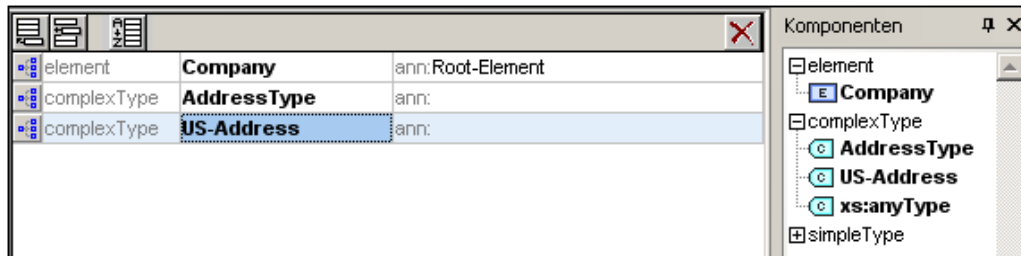 Komponenten
element Company ann:Root-Element
complexType AddressType ann:
complexType US-Address ann:
element
E Company
complexType
C AddressType
C US-Address
C xs:anyType
simpleType